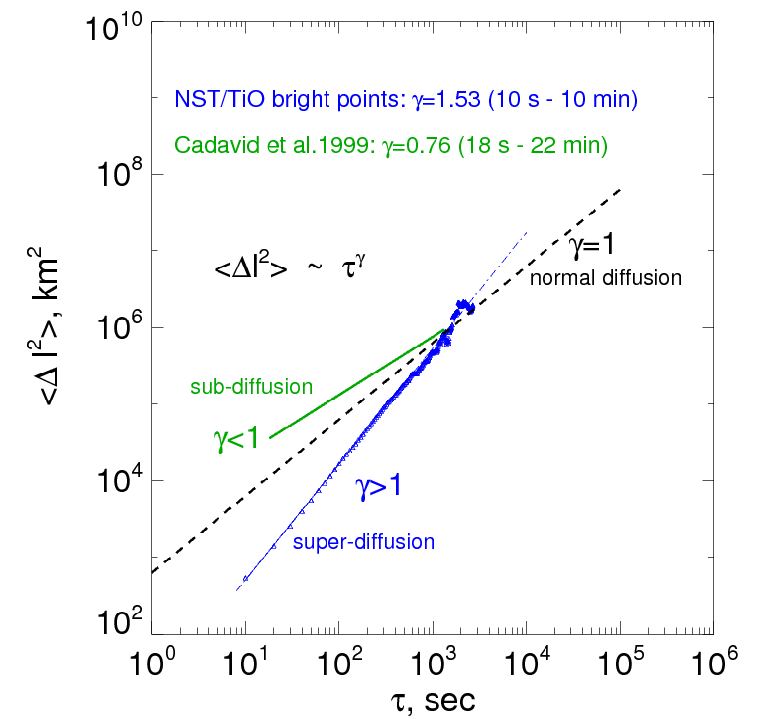 10¹⁰
NST/TiO bright points: γ=1.53 (10 s - 10 min)
Cadavid et al.1999: γ=0.76 (18 s - 22 min)
10⁸
γ=1
<Δl²> ~ τᵞ
normal diffusion
<Δ l²>, km²
10⁶
sub-diffusion
γ<1
10⁴
γ>1
super-diffusion
10²
10⁰ 10¹ 10² 10³ 10⁴ 10⁵ 10⁶
τ, sec